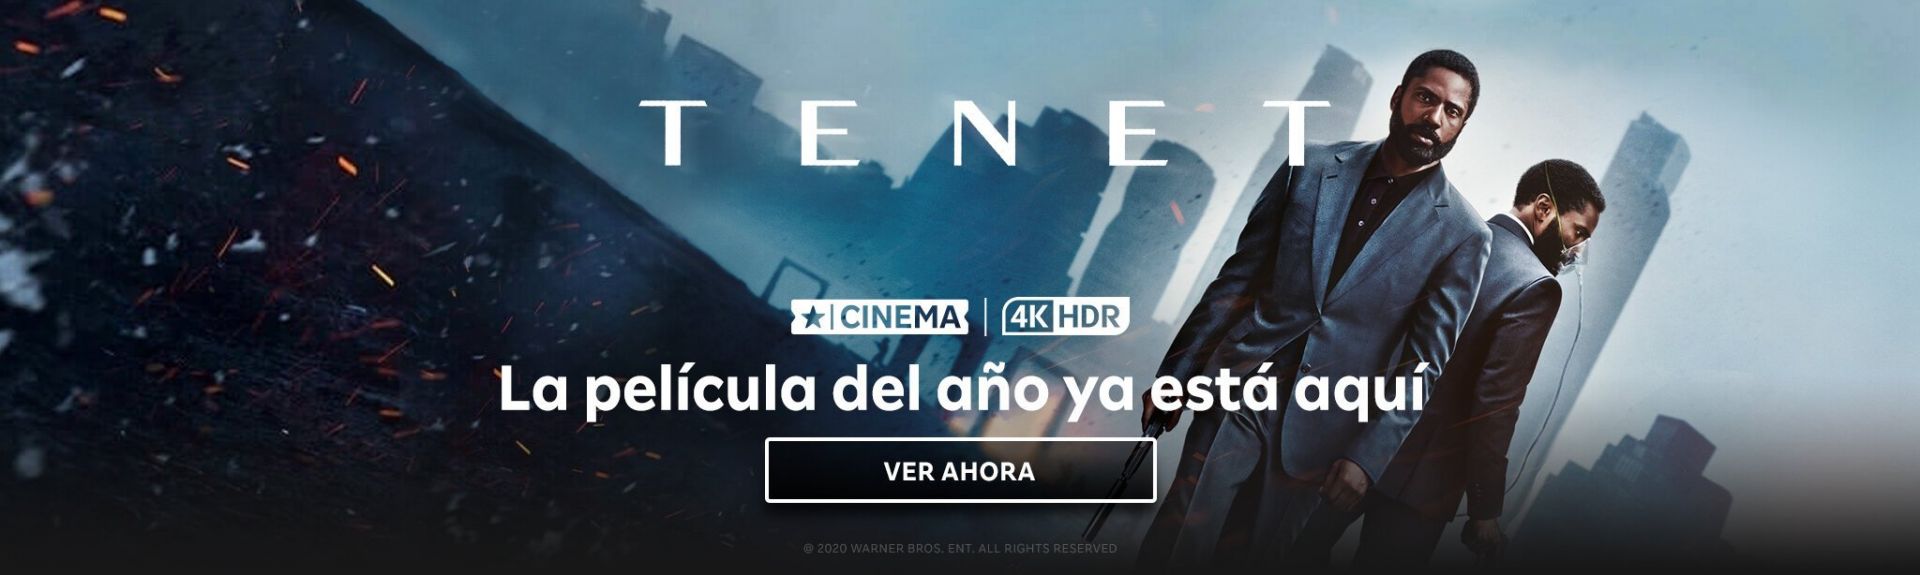 TENET
CINEMA | 4K HDR
La película del año ya está aquí
VER AHORA
@ 2020 WARNER BROS. ENT. ALL RIGHTS RESERVED